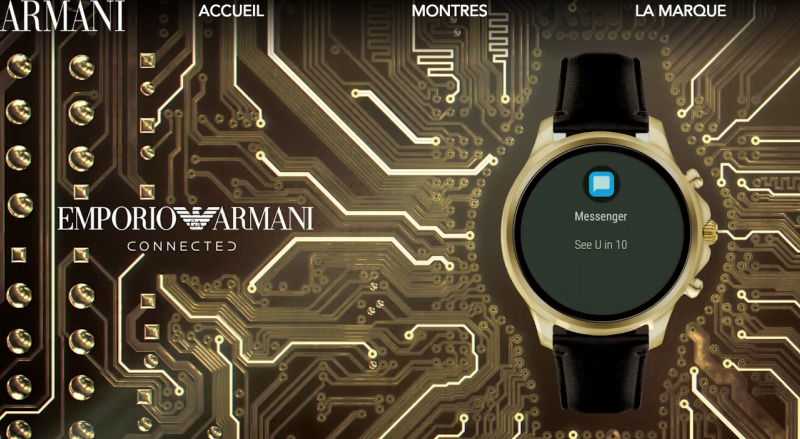 ARMANI
ACCUEIL
MONTRES
LA MARQUE
EMPORIO ARMANI
CONNECTED
Messenger
See U in 10